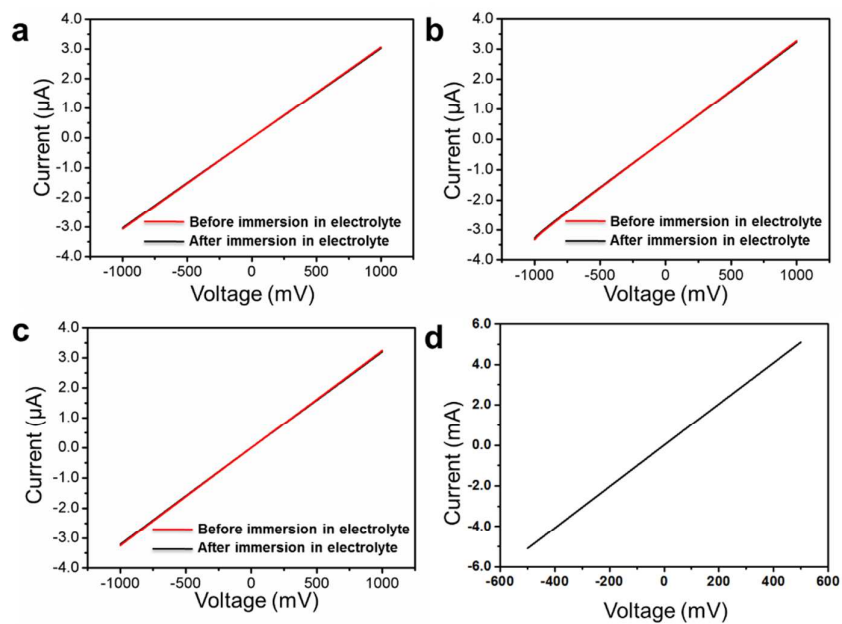 a
4.0
3.0
2.0
1.0
0.0
-1.0
-2.0
-3.0
-4.0
Current (μA)
Before immersion in electrolyte
After immersion in electrolyte
-1000 -500 0 500 1000
Voltage (mV)
b
4.0
3.0
2.0
1.0
0.0
-1.0
-2.0
-3.0
-4.0
Current (μA)
Before immersion in electrolyte
After immersion in electrolyte
-1000 -500 0 500 1000
Voltage (mV)
c
4.0
3.0
2.0
1.0
0.0
-1.0
-2.0
-3.0
-4.0
Current (μA)
Before immersion in electrolyte
After immersion in electrolyte
-1000 -500 0 500 1000
Voltage (mV)
d
6.0
4.0
2.0
0.0
-2.0
-4.0
-6.0
Current (mA)
-600 -400 -200 0 200 400 600
Voltage (mV)